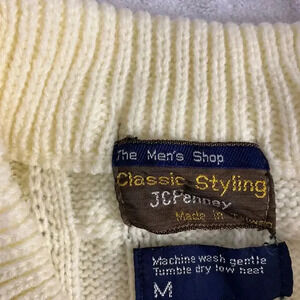 The Men's Shop
Classic Styling
JCPenney
Made in
Machine wash gentle
Tumble dry low heat
M